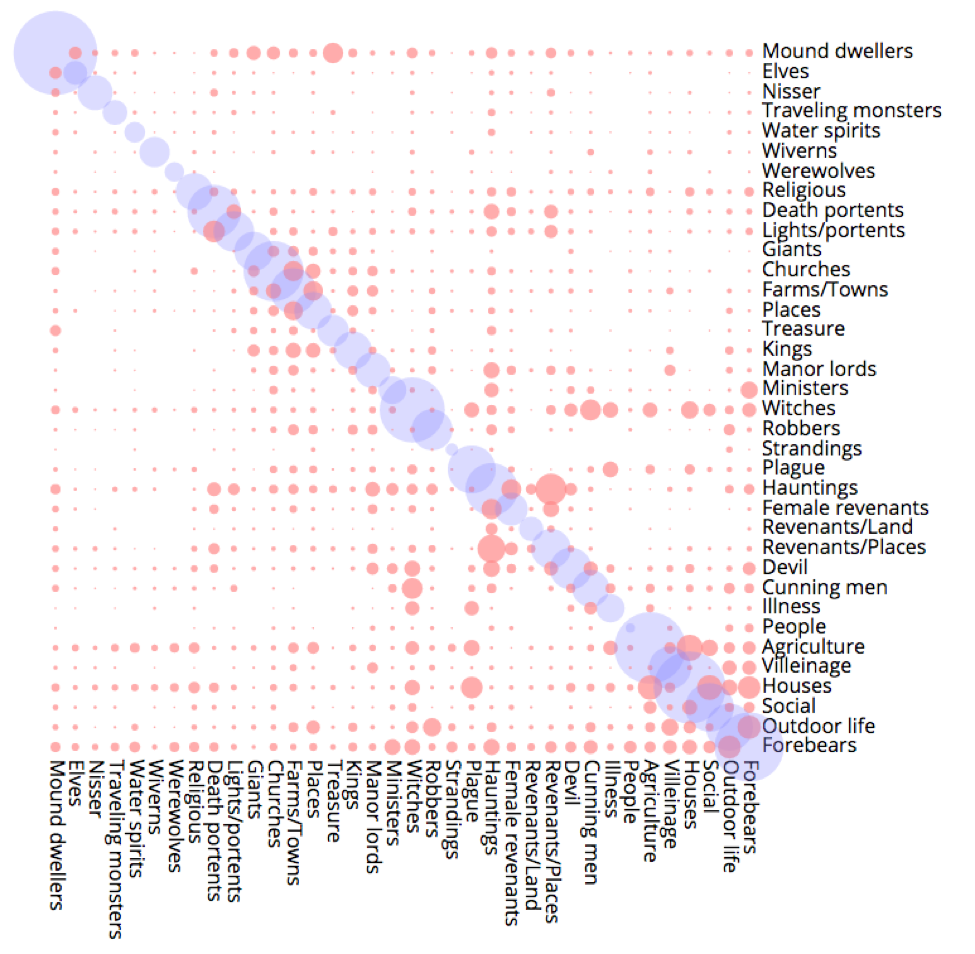 Mound dwellers
Elves
Nisser
Traveling monsters
Water spirits
Wiverns
Werewolves
Religious
Death portents
Lights/portents
Giants
Churches
Farms/Towns
Places
Treasure
Kings
Manor lords
Ministers
Witches
Robbers
Strandings
Plague
Hauntings
Female revenants
Revenants/Land
Revenants/Places
Devil
Cunning men
Illness
People
Agriculture
Villeinage
Houses
Social
Outdoor life
Forebears
Mound dwellers
Elves
Nisser
Traveling monsters
Water spirits
Wiverns
Werewolves
Religious
Death portents
Lights/portents
Giants
Churches
Farms/Towns
Places
Treasure
Kings
Manor lords
Ministers
Witches
Robbers
Strandings
Plague
Hauntings
Female revenants
Revenants/Land
Revenants/Places
Devil
Cunning men
Illness
People
Agriculture
Villeinage
Houses
Social
Outdoor life
Forebears